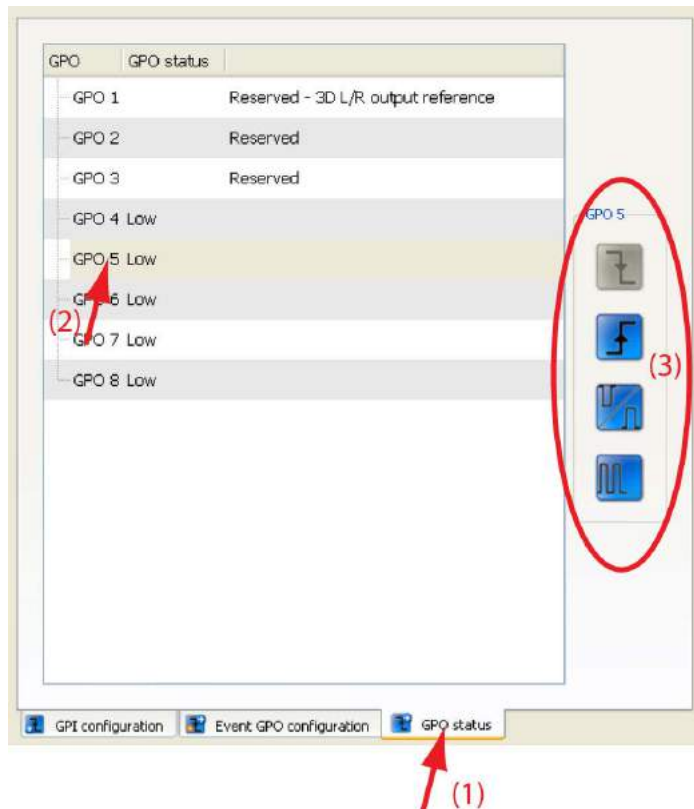 GPO GPO status
GPO 1 Reserved - 3D L/R output reference
GPO 2 Reserved
GPO 3 Reserved
GPO 4 Low
GPO 5 Low
GPO 6 Low
GPO 7 Low
GPO 8 Low
(2)
GPO 5
(3)
GPI configuration Event GPO configuration GPO status
(1)